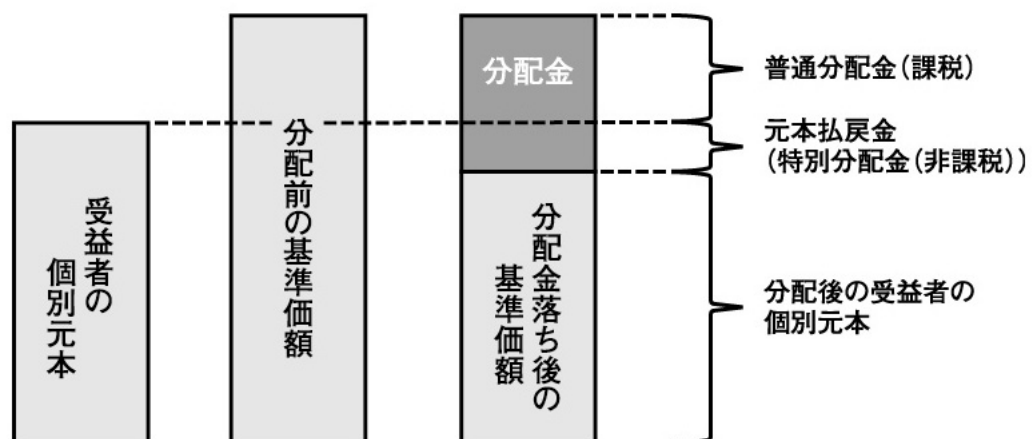 受益者の
個別元本
分配前の基準価額
分配金
分配金落ち後の
基準価額
普通分配金(課税)
元本払戻金
(特別分配金(非課税))
分配後の受益者の
個別元本